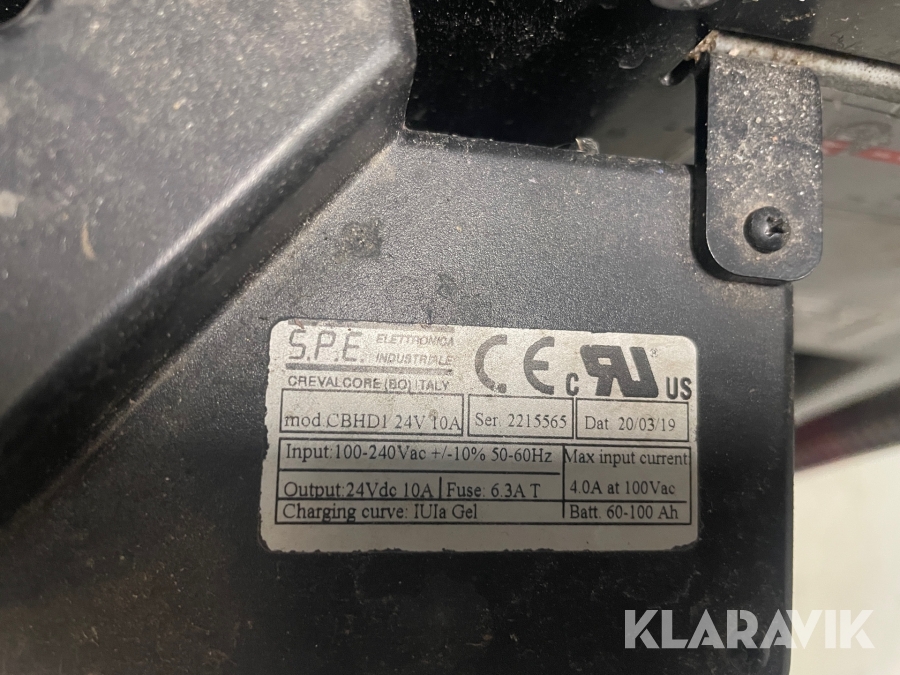 S.P.E. ELETTRONICA INDUSTRIALE
CREVALCORE (BO) ITALY
CE c RU ® US
mod.CBHD1 24V 10A Ser. 2215565 Dat 20/03/19
Input:100-240Vac +/-10% 50-60Hz Max input current
Output:24Vdc 10A Fuse: 6.3A T 4.0A at 100Vac
Charging curve: IUIa Gel Batt. 60-100 Ah
KLARAVIK